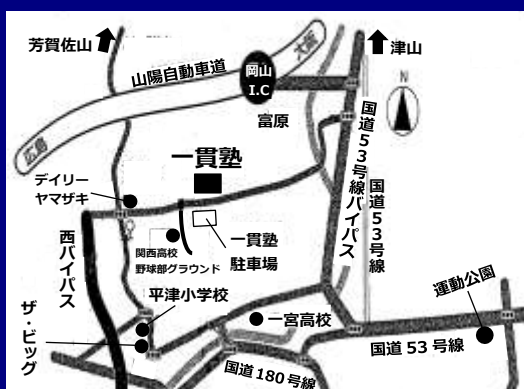 芳賀佐山
津山
大阪
山陽自動車道
岡山
I.C
N
広島
富原
国道53号線バイパス
国道53号線
一貫塾
デイリー
ヤマザキ
一貫塾
駐車場
関西高校
野球部グラウンド
西バイパス
平津小学校
一宮高校
運動公園
ザ・ビッグ
国道53号線
国道180号線